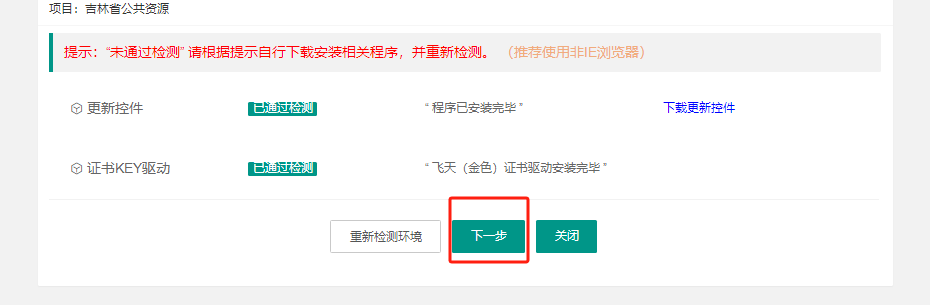 项目：吉林省公共资源
提示：“未通过检测” 请根据提示自行下载安装相关程序，并重新检测。 （推荐使用非IE浏览器）
更新控件 已通过检测 “ 程序已安装完毕 ” 下载更新控件
证书KEY驱动 已通过检测 “ 飞天（金色）证书驱动安装完毕 ”
重新检测环境 下一步 关闭